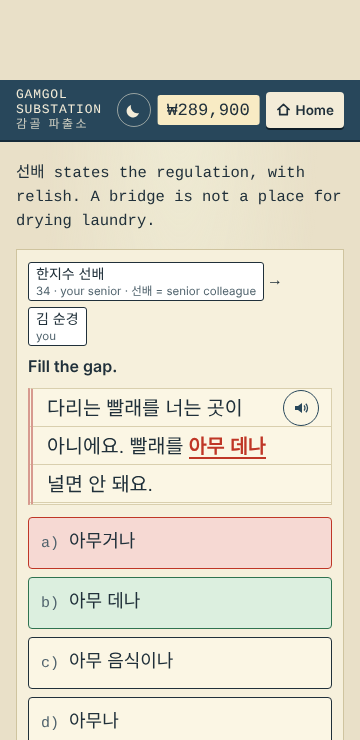 GAMGOL
SUBSTATION
감골 파출소
₩289,900
Home
선배 states the regulation, with
relish. A bridge is not a place for
drying laundry.
한지수 선배
34 · your senior · 선배 = senior colleague
→
김 순경
you
Fill the gap.
다리는 빨래를 너는 곳이
아니에요. 빨래를 아무 데나
널면 안 돼요.
a) 아무거나
b) 아무 데나
c) 아무 음식이나
d) 아무나